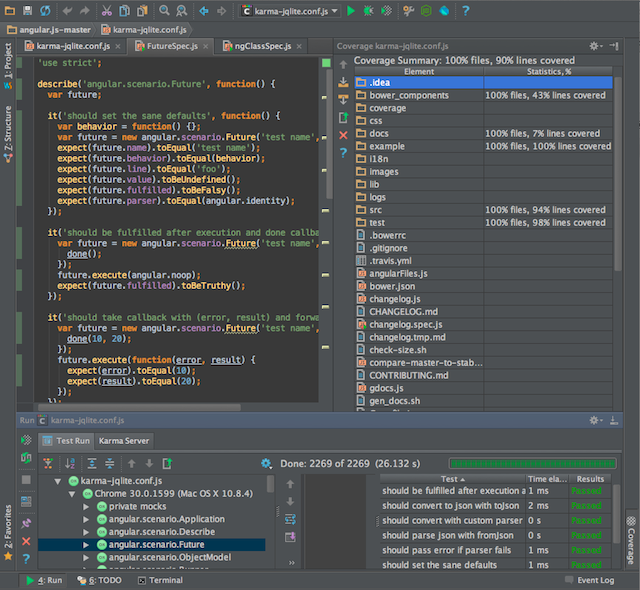 karma-jqlite.conf.js
angular.js-master
karma-jqlite.conf.js
karma-jqlite.conf.js
FutureSpec.js
ngClassSpec.js
Coverage karma-jqlite.conf.js
1: Project
7: Structure
2: Favorites
Coverage
'use strict';
describe('angular.scenario.Future', function() {
var future;
it('should set the sane defaults', function() {
var behavior = function() {};
var future = new angular.scenario.Future('test name',
expect(future.name).toEqual('test name');
expect(future.behavior).toEqual(behavior);
expect(future.line).toEqual('foo');
expect(future.value).toBeUndefined();
expect(future.fulfilled).toBeFalsy();
expect(future.parser).toEqual(angular.identity);
});
it('should be fulfilled after execution and done callba
var future = new angular.scenario.Future('test name',
done();
});
future.execute(angular.noop);
expect(future.fulfilled).toBeTruthy();
});
it('should take callback with (error, result) and forwa
var future = new angular.scenario.Future('test name',
done(10, 20);
});
future.execute(function(error, result) {
expect(error).toEqual(10);
expect(result).toEqual(20);
});
Coverage Summary: 100% files, 90% lines covered
Element Statistics, %
.idea
bower_components 100% files, 43% lines covered
coverage
css
docs 100% files, 7% lines covered
example 100% files, 100% lines covered
i18n
images
lib
logs
src 100% files, 94% lines covered
test 100% files, 98% lines covered
.bowerrc
.gitignore
.travis.yml
angularFiles.js
bower.json
changelog.js
CHANGELOG.md
changelog.spec.js
changelog.tmp.md
check-size.sh
compare-master-to-stab...
CONTRIBUTING.md
gdocs.js
gen_docs.sh
Run karma-jqlite.conf.js
Test Run
Karma Server
Done: 2269 of 2269 (26.132 s)
karma-jqlite.conf.js
Chrome 30.0.1599 (Mac OS X 10.8.4)
private mocks
angular.scenario.Application
angular.scenario.Describe
angular.scenario.Future
angular.scenario.ObjectModel
Test Time ela... Results
should be fulfilled after execution a 1 ms Passed
should convert to json with toJson 2 ms Passed
should convert with custom parser 0 s Passed
should parse json with fromJson 0 s Passed
should pass error if parser fails 1 ms Passed
should set the sane defaults 2 ms Passed
4: Run
6: TODO
Terminal
Event Log